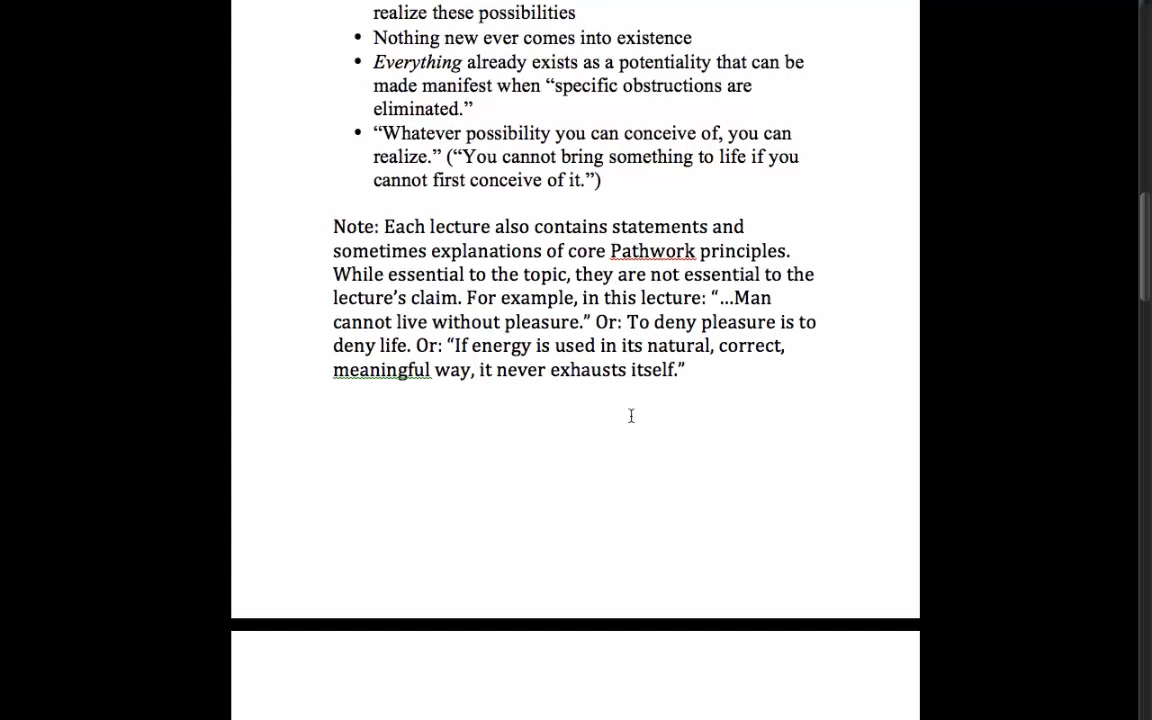 realize these possibilities
• Nothing new ever comes into existence
• Everything already exists as a potentiality that can be
made manifest when “specific obstructions are
eliminated.”
• “Whatever possibility you can conceive of, you can
realize.” (“You cannot bring something to life if you
cannot first conceive of it.”)
Note: Each lecture also contains statements and
sometimes explanations of core Pathwork principles.
While essential to the topic, they are not essential to the
lecture’s claim. For example, in this lecture: “…Man
cannot live without pleasure.” Or: To deny pleasure is to
deny life. Or: “If energy is used in its natural, correct,
meaningful way, it never exhausts itself.”